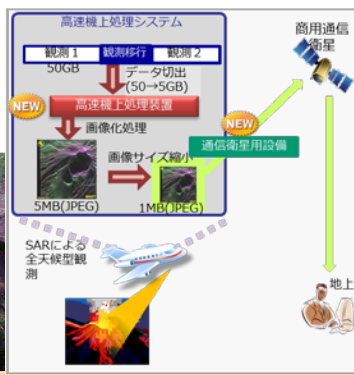 高速機上処理システム
観測1 観測移行 観測2
50GB
データ切出
(50→5GB)
NEW
高速機上処理装置
画像化処理
画像サイズ縮小
5MB(JPEG)
1MB(JPEG)
商用通信
衛星
NEW
通信衛星用設備
SARによる
全天候型観
測
地上